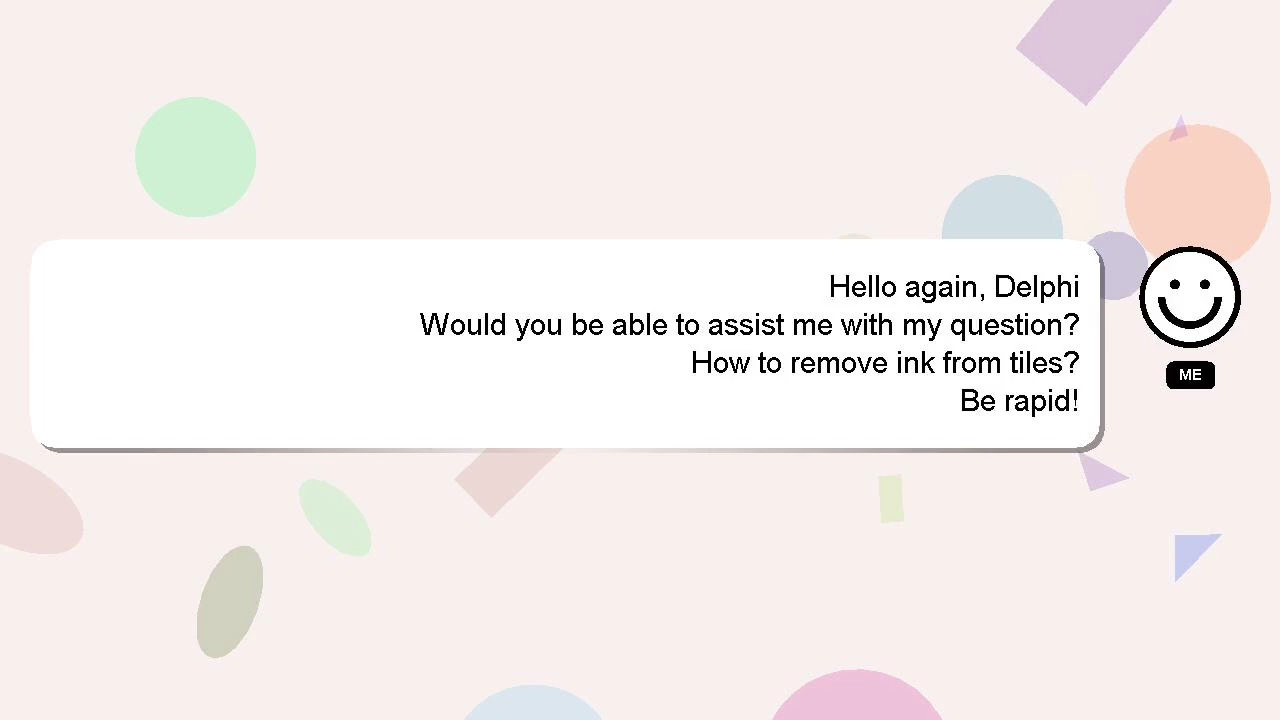 Hello again, Delphi
Would you be able to assist me with my question?
How to remove ink from tiles?
Be rapid!
ME